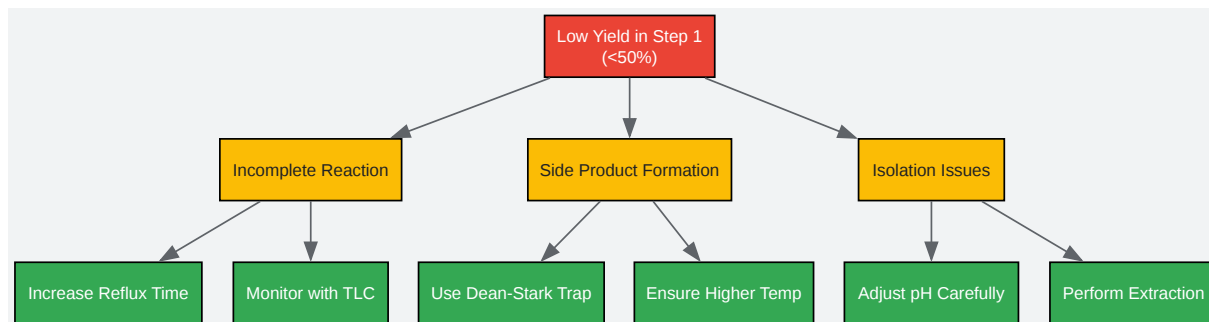 Low Yield in Step 1
(<50%)
Incomplete Reaction
Side Product Formation
Isolation Issues
Increase Reflux Time
Monitor with TLC
Use Dean-Stark Trap
Ensure Higher Temp
Adjust pH Carefully
Perform Extraction